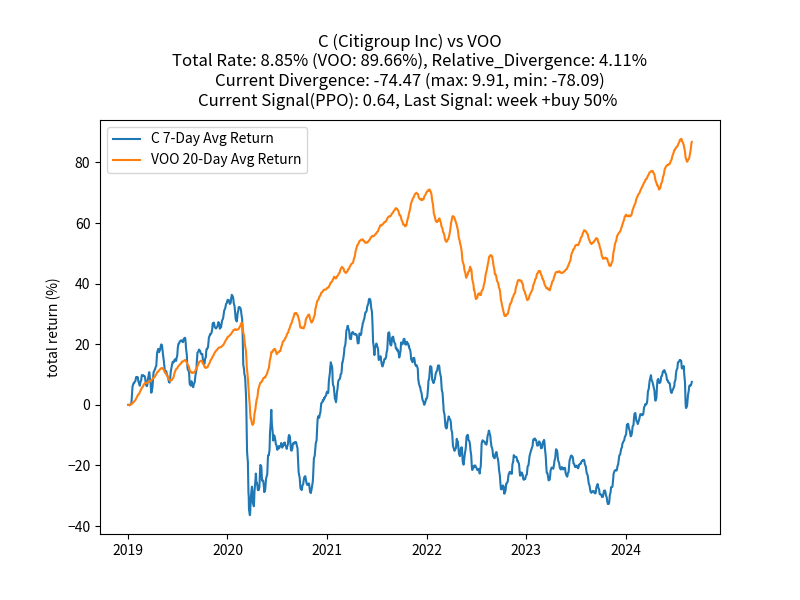 C (Citigroup Inc) vs VOO
Total Rate: 8.85% (VOO: 89.66%), Relative_Divergence: 4.11%
Current Divergence: -74.47 (max: 9.91, min: -78.09)
Current Signal(PPO): 0.64, Last Signal: week +buy 50%
C 7-Day Avg Return
VOO 20-Day Avg Return
total return (%)
80
60
40
20
0
−20
−40
2019 2020 2021 2022 2023 2024